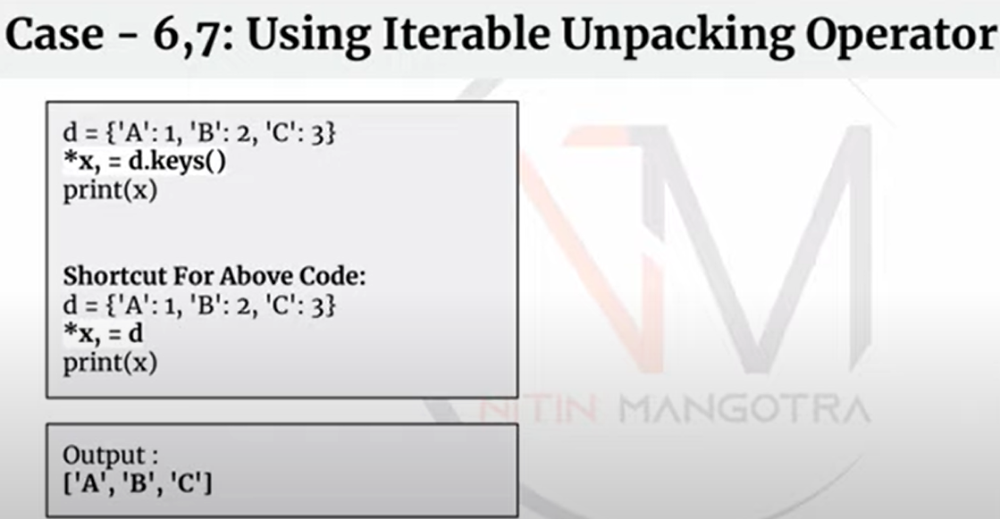 Case - 6,7: Using Iterable Unpacking Operator
d = {'A': 1, 'B': 2, 'C': 3}
*x, = d.keys()
print(x)
Shortcut For Above Code:
d = {'A': 1, 'B': 2, 'C': 3}
*x, = d
print(x)
NITIN MANGOTRA
Output :
['A', 'B', 'C']